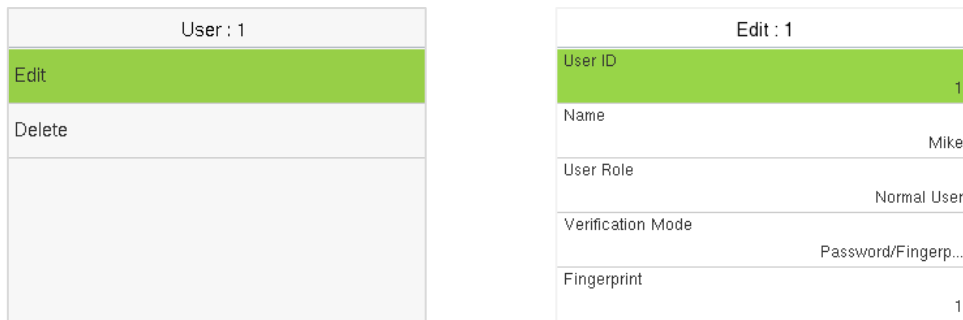 User : 1
Edit
Delete
Edit : 1
User ID
1
Name
Mike
User Role
Normal User
Verification Mode
Password/Fingerp...
Fingerprint
1